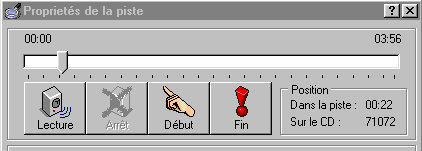 Proprietés de la piste
00:00 03:56
Lecture Arrêt Début Fin
Position
Dans la piste : 00:22
Sur le CD : 71072